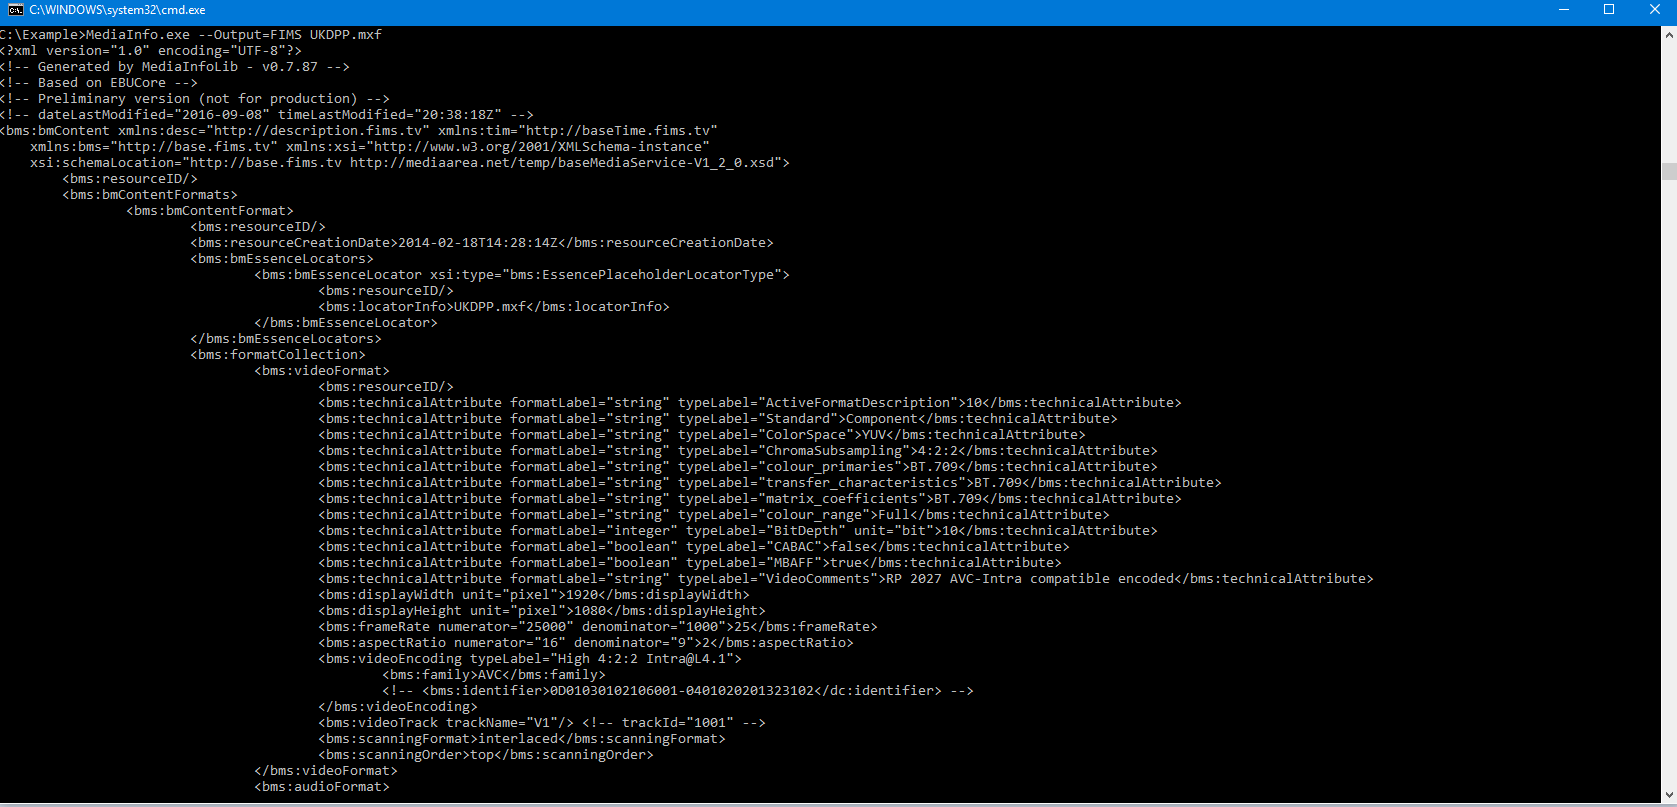 C:\WINDOWS\system32\cmd.exe
C:\Example>MediaInfo.exe --Output=FIMS UKDPP.mxf
<?xml version="1.0" encoding="UTF-8"?>
<!-- Generated by MediaInfoLib - v0.7.87 -->
<!-- Based on EBUCore -->
<!-- Preliminary version (not for production) -->
<!-- dateLastModified="2016-09-08" timeLastModified="20:38:18Z" -->
<bms:bmContent xmlns:desc="http://description.fims.tv" xmlns:tim="http://baseTime.fims.tv"
xmlns:bms="http://base.fims.tv" xmlns:xsi="http://www.w3.org/2001/XMLSchema-instance"
xsi:schemaLocation="http://base.fims.tv http://mediaarea.net/temp/baseMediaService-V1_2_0.xsd">
<bms:resourceID/>
<bms:bmContentFormats>
<bms:bmContentFormat>
<bms:resourceID/>
<bms:resourceCreationDate>2014-02-18T14:28:14Z</bms:resourceCreationDate>
<bms:bmEssenceLocators>
<bms:bmEssenceLocator xsi:type="bms:EssencePlaceholderLocatorType">
<bms:resourceID/>
<bms:locatorInfo>UKDPP.mxf</bms:locatorInfo>
</bms:bmEssenceLocator>
</bms:bmEssenceLocators>
<bms:formatCollection>
<bms:videoFormat>
<bms:resourceID/>
<bms:technicalAttribute formatLabel="string" typeLabel="ActiveFormatDescription">10</bms:technicalAttribute>
<bms:technicalAttribute formatLabel="string" typeLabel="Standard">Component</bms:technicalAttribute>
<bms:technicalAttribute formatLabel="string" typeLabel="ColorSpace">YUV</bms:technicalAttribute>
<bms:technicalAttribute formatLabel="string" typeLabel="ChromaSubsampling">4:2:2</bms:technicalAttribute>
<bms:technicalAttribute formatLabel="string" typeLabel="colour_primaries">BT.709</bms:technicalAttribute>
<bms:technicalAttribute formatLabel="string" typeLabel="transfer_characteristics">BT.709</bms:technicalAttribute>
<bms:technicalAttribute formatLabel="string" typeLabel="matrix_coefficients">BT.709</bms:technicalAttribute>
<bms:technicalAttribute formatLabel="string" typeLabel="colour_range">Full</bms:technicalAttribute>
<bms:technicalAttribute formatLabel="integer" typeLabel="BitDepth" unit="bit">10</bms:technicalAttribute>
<bms:technicalAttribute formatLabel="boolean" typeLabel="CABAC">false</bms:technicalAttribute>
<bms:technicalAttribute formatLabel="boolean" typeLabel="MBAFF">true</bms:technicalAttribute>
<bms:technicalAttribute formatLabel="string" typeLabel="VideoComments">RP 2027 AVC-Intra compatible encoded</bms:technicalAttribute>
<bms:displayWidth unit="pixel">1920</bms:displayWidth>
<bms:displayHeight unit="pixel">1080</bms:displayHeight>
<bms:frameRate numerator="25000" denominator="1000">25</bms:frameRate>
<bms:aspectRatio numerator="16" denominator="9">2</bms:aspectRatio>
<bms:videoEncoding typeLabel="High 4:2:2 Intra@L4.1">
<bms:family>AVC</bms:family>
<!-- <bms:identifier>0D01030102106001-0401020201323102</dc:identifier> -->
</bms:videoEncoding>
<bms:videoTrack trackName="V1"/> <!-- trackId="1001" -->
<bms:scanningFormat>interlaced</bms:scanningFormat>
<bms:scanningOrder>top</bms:scanningOrder>
</bms:videoFormat>
<bms:audioFormat>